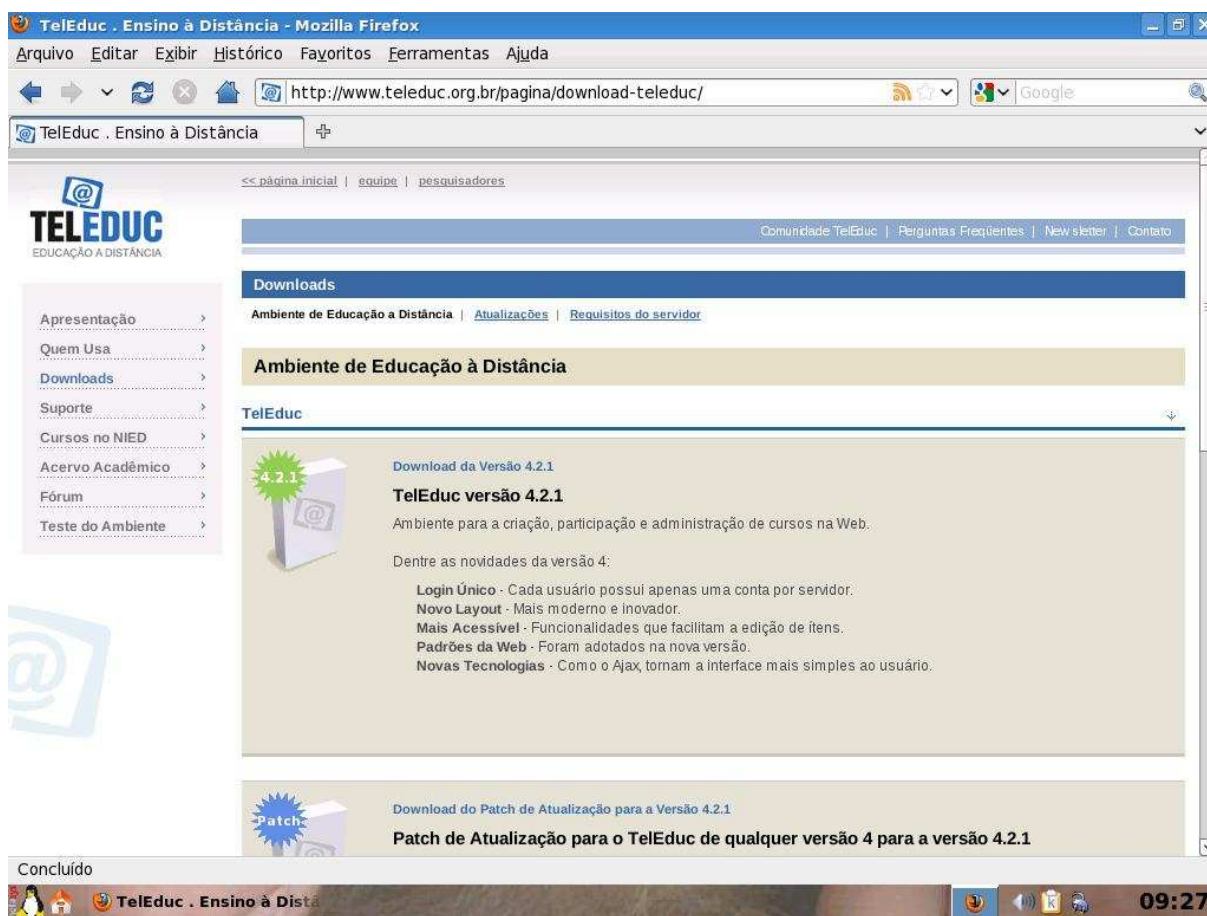 TelEduc . Ensino à Distância - Mozilla Firefox
Arquivo Editar Exibir Histórico Favoritos Ferramentas Ajuda
http://www.teleduc.org.br/pagina/download-teleduc/ Google
TelEduc . Ensino à Distância
<< página inicial | equipe | pesquisadores
TELEDUC
EDUCAÇÃO A DISTÂNCIA
Comunidade TelEduc | Perguntas Freqüentes | Newsletter | Contato
Downloads
Ambiente de Educação a Distância | Atualizações | Requisitos do servidor
Apresentação
Quem Usa
Downloads
Suporte
Cursos no NIED
Acervo Acadêmico
Fórum
Teste do Ambiente
Ambiente de Educação à Distância
TelEduc
4.2.1
Download da Versão 4.2.1
TelEduc versão 4.2.1
Ambiente para a criação, participação e administração de cursos na Web.
Dentre as novidades da versão 4:
Login Único - Cada usuário possui apenas uma conta por servidor.
Novo Layout - Mais moderno e inovador.
Mais Acessível - Funcionalidades que facilitam a edição de ítens.
Padrões da Web - Foram adotados na nova versão.
Novas Tecnologias - Como o Ajax, tornam a interface mais simples ao usuário.
Patch
Download do Patch de Atualização para a Versão 4.2.1
Patch de Atualização para o TelEduc de qualquer versão 4 para a versão 4.2.1
Concluído
TelEduc . Ensino à Distâ
09:27